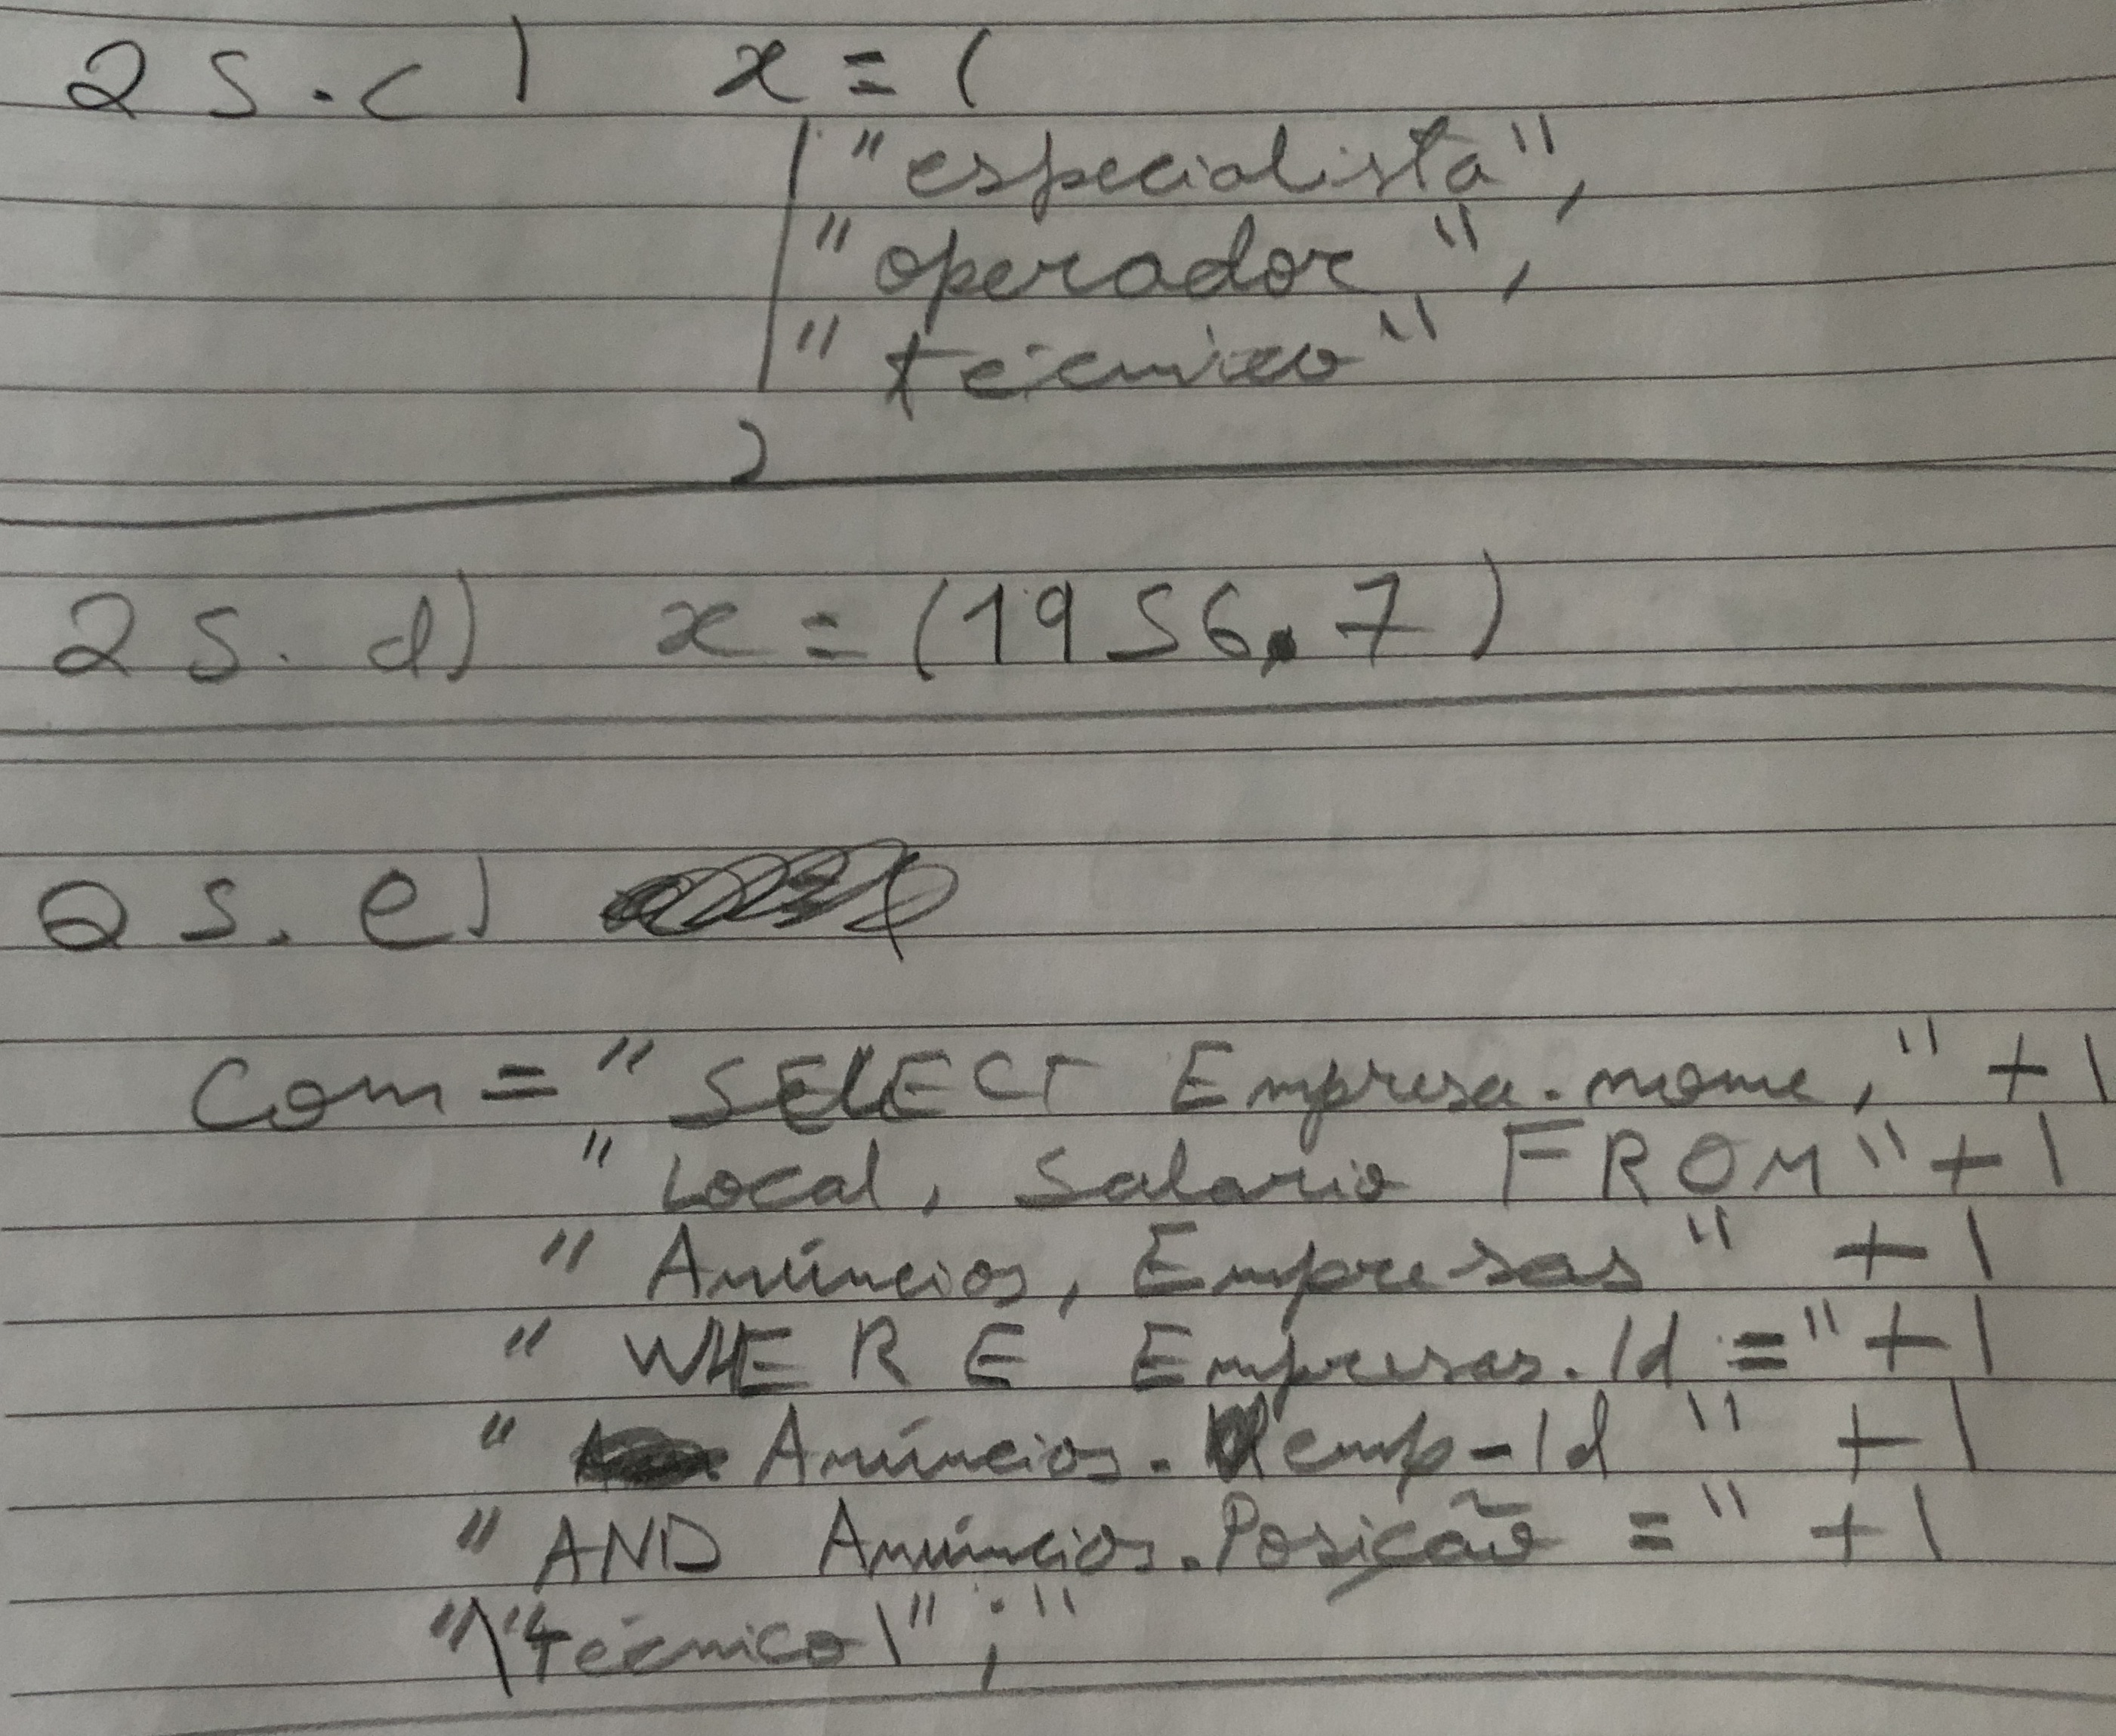 25.c) x = (
"especialista",
"operador",
"técnico"
)
25. d) x = (1956.7)
25. e)
Com = "SELECT Empresa.nome," + \
"Local, Salario FROM" + \
"Anúncios, Empresas" + \
"WHERE Empresas.Id =" + \
"Anúncios.emp-Id" + \
"AND Anúncios.Posição =" + \
"\"Técnico\";"